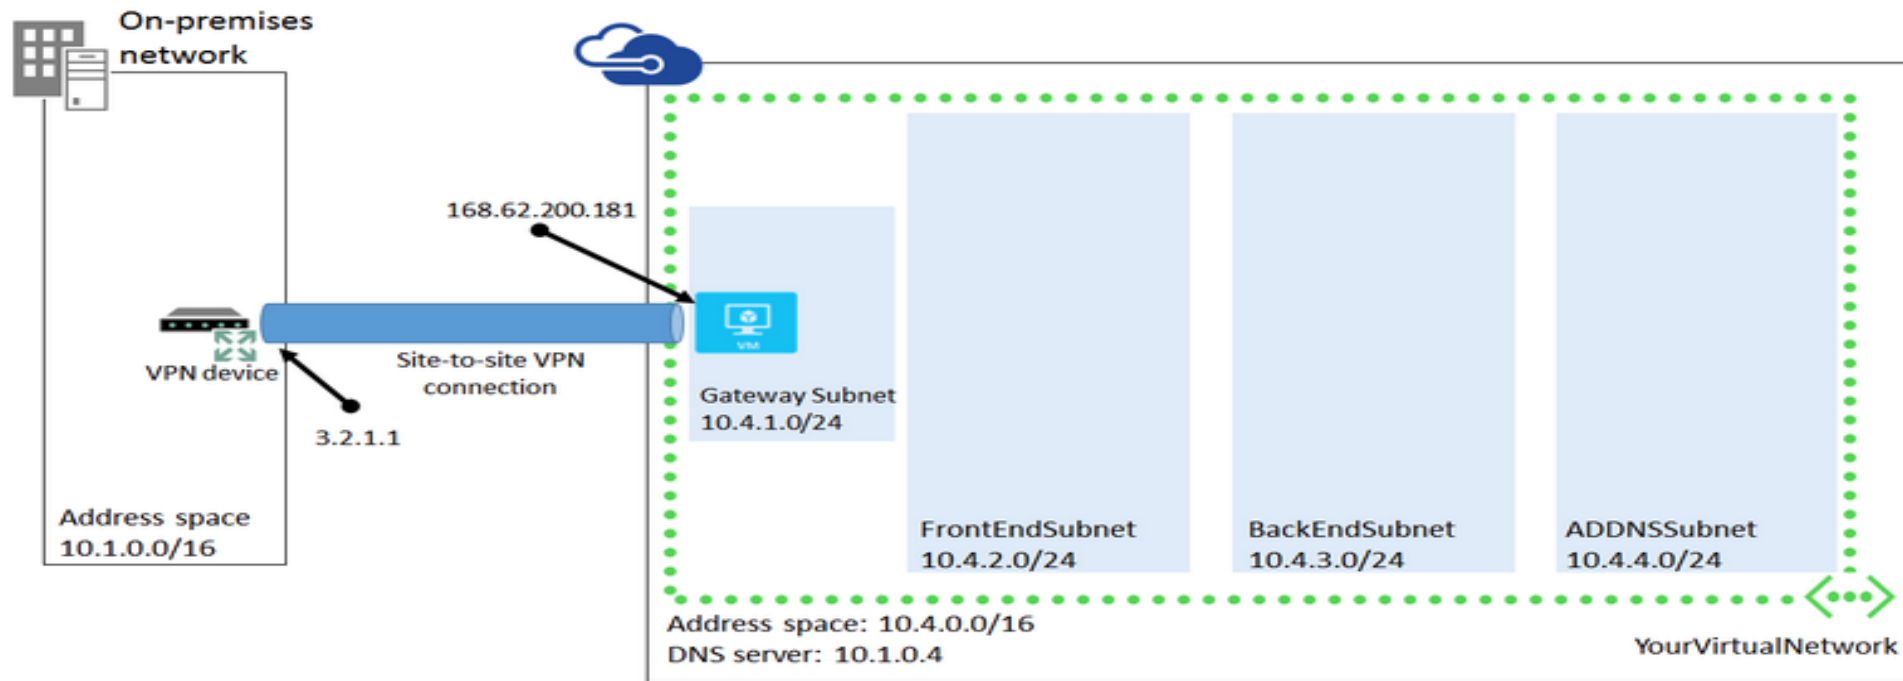 On-premises
network
168.62.200.181
VPN device
Site-to-site VPN
connection
3.2.1.1
Address space
10.1.0.0/16
VM
Gateway Subnet
10.4.1.0/24
FrontEndSubnet
10.4.2.0/24
BackEndSubnet
10.4.3.0/24
ADDNSSubnet
10.4.4.0/24
Address space: 10.4.0.0/16
DNS server: 10.1.0.4
YourVirtualNetwork